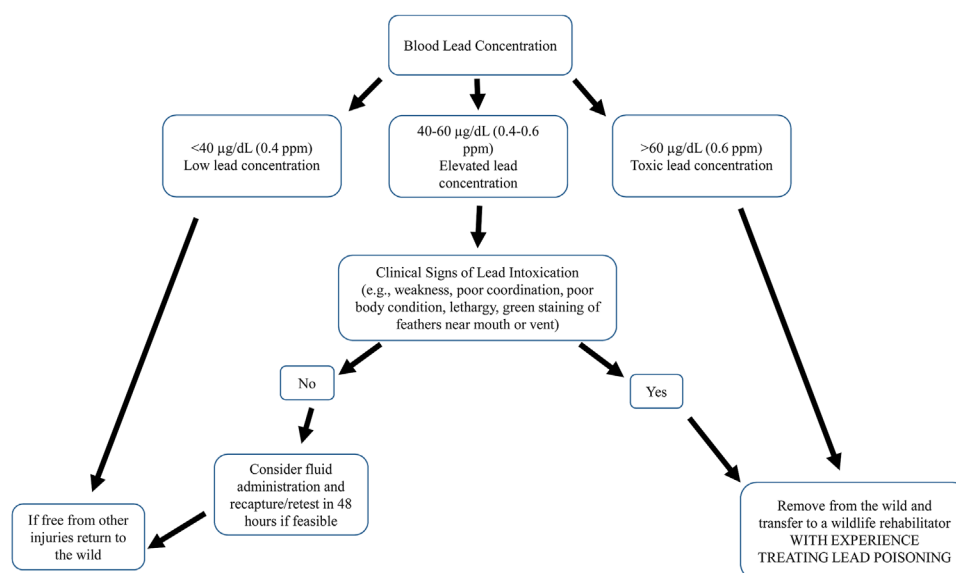 Blood Lead Concentration
<40 µg/dL (0.4 ppm)
Low lead concentration
40-60 µg/dL (0.4-0.6
ppm)
Elevated lead
concentration
>60 µg/dL (0.6 ppm)
Toxic lead concentration
Clinical Signs of Lead Intoxication
(e.g., weakness, poor coordination, poor
body condition, lethargy, green staining of
feathers near mouth or vent)
No
Yes
Consider fluid
administration and
recapture/retest in 48
hours if feasible
If free from other
injuries return to
the wild
Remove from the wild and
transfer to a wildlife rehabilitator
WITH EXPERIENCE
TREATING LEAD POISONING